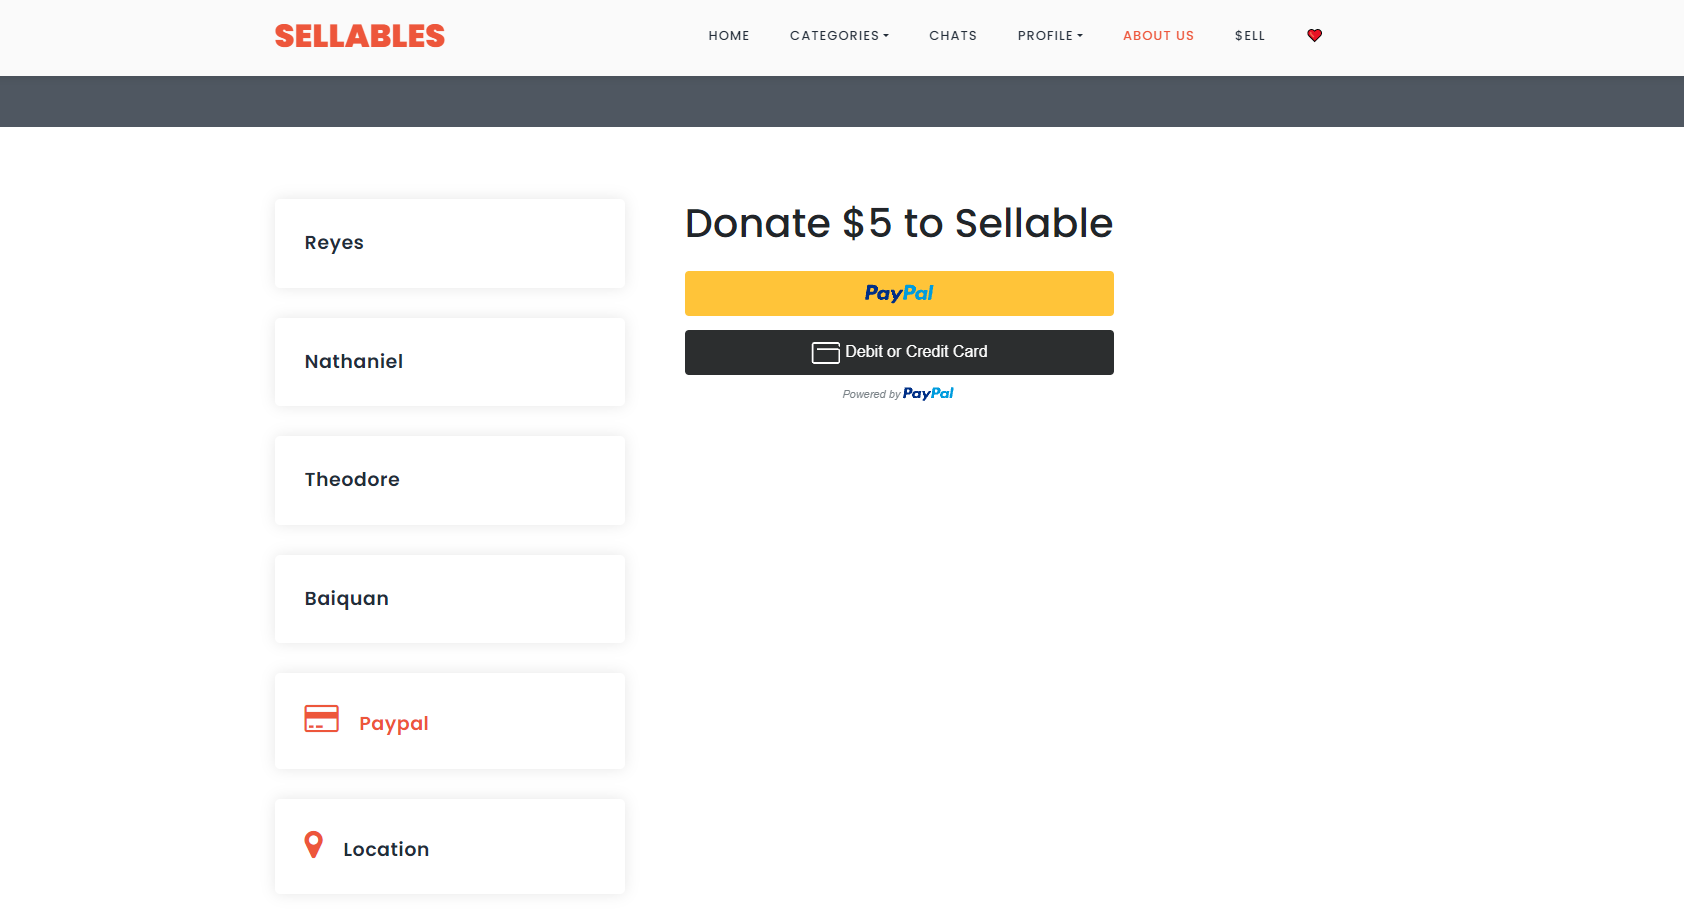 SELLABLES
HOME CATEGORIES CHATS PROFILE ABOUT US $ELL
Reyes
Nathaniel
Theodore
Baiquan
Paypal
Location
Donate $5 to Sellable
PayPal
Debit or Credit Card
Powered by PayPal